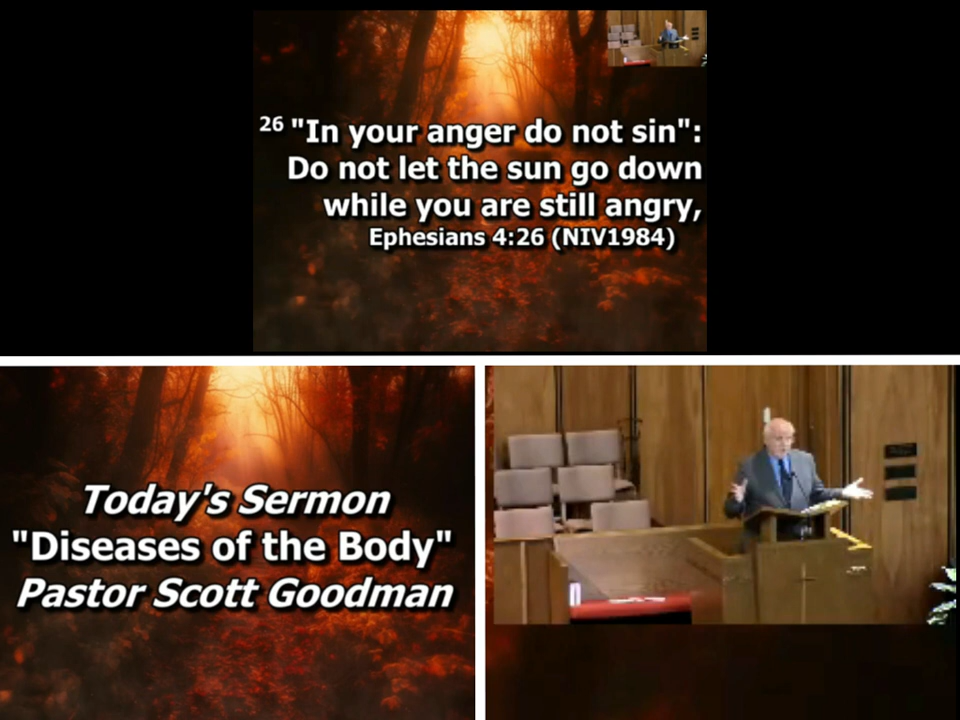 26 "In your anger do not sin":
Do not let the sun go down
while you are still angry,
Ephesians 4:26 (NIV1984)
Today's Sermon
"Diseases of the Body"
Pastor Scott Goodman